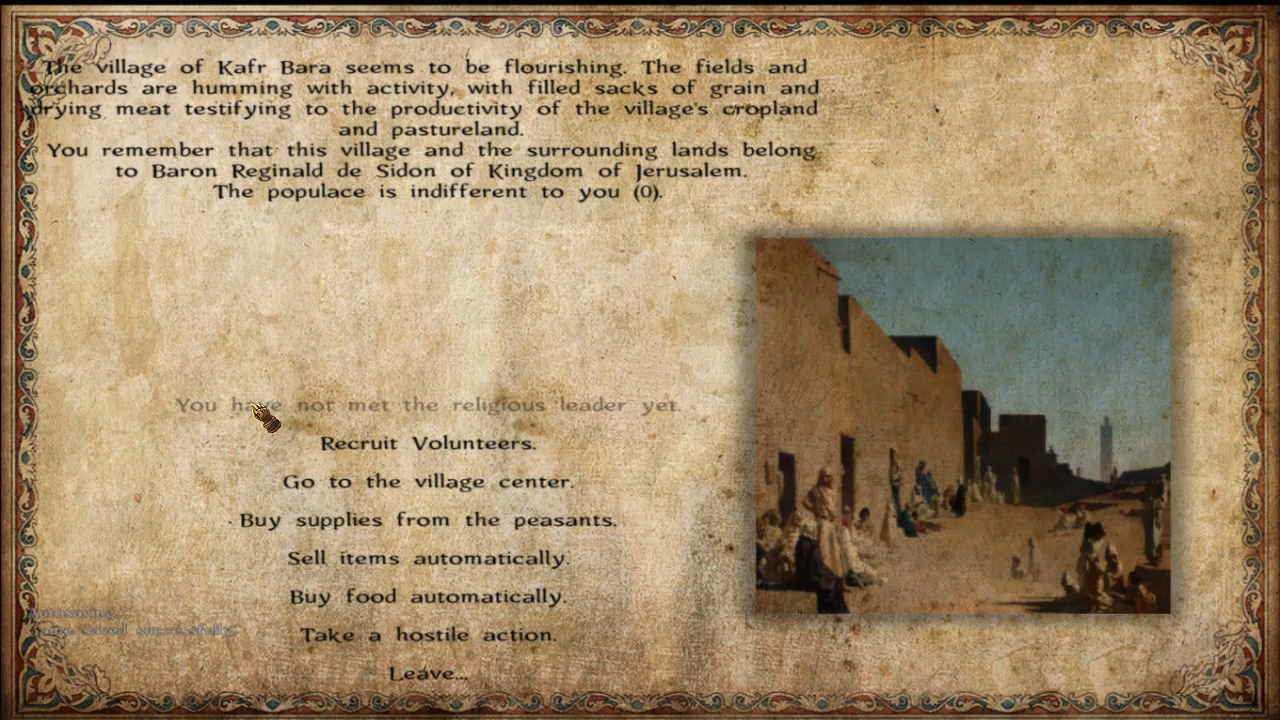 The village of Kafr Bara seems to be flourishing. The fields and
orchards are humming with activity, with filled sacks of grain and
drying meat testifying to the productivity of the village's cropland
and pastureland.
You remember that this village and the surrounding lands belong
to Baron Reginald de Sidon of Kingdom of Jerusalem.
The populace is indifferent to you (0).
You have not met the religious leader yet.
Recruit Volunteers.
Go to the village center.
Buy supplies from the peasants.
Sell items automatically.
Buy food automatically.
Take a hostile action.
Leave...
Autosaving...
Game saved successfully.